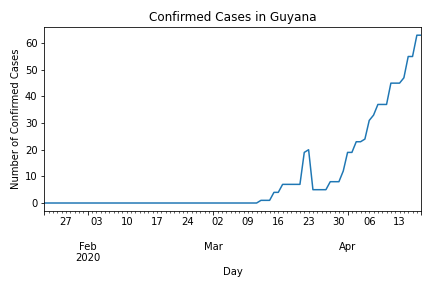 Confirmed Cases in Guyana
Number of Confirmed Cases
60
50
40
30
20
10
0
27 03 10 17 24 02 09 16 23 30 06 13
Feb Mar Apr
2020
Day